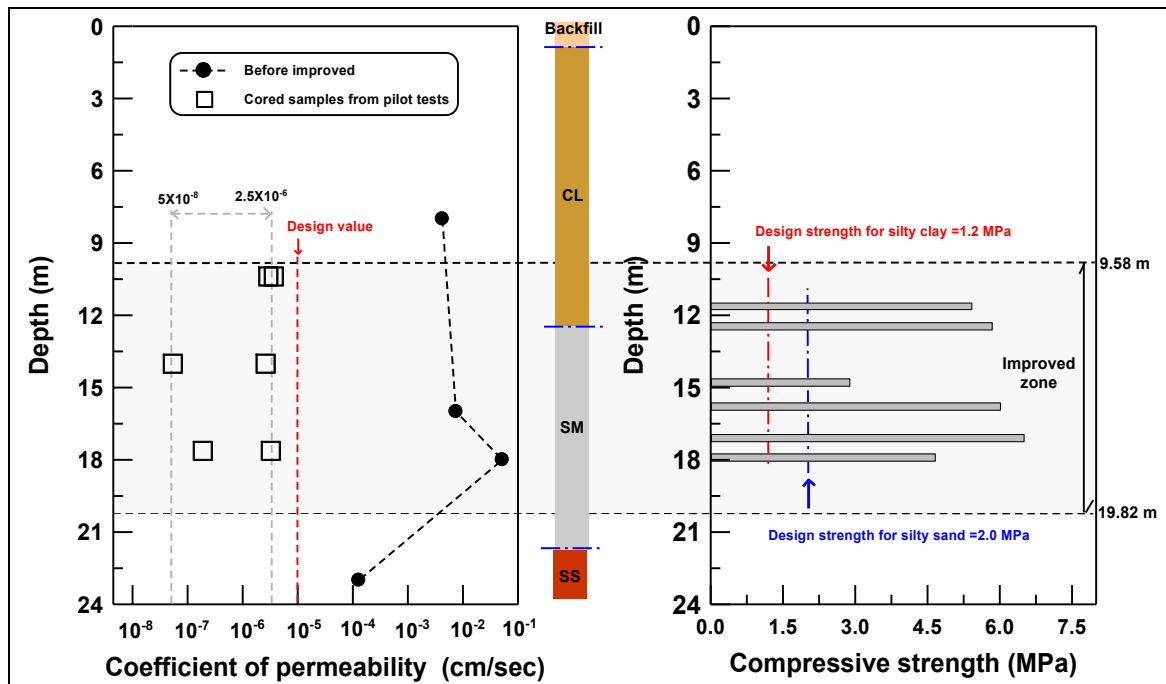 0
3
6
9
12
15
18
21
24
Depth (m)
Before improved
Cored samples from pilot tests
5X10⁻⁸
2.5X10⁻⁶
Design value
10⁻⁸
10⁻⁷
10⁻⁶
10⁻⁵
10⁻⁴
10⁻³
10⁻²
10⁻¹
Coefficient of permeability (cm/sec)
Backfill
CL
SM
SS
0
3
6
9
12
15
18
21
24
Depth (m)
Design strength for silty clay =1.2 MPa
9.58 m
Improved
zone
19.82 m
Design strength for silty sand =2.0 MPa
0.0
1.5
3.0
4.5
6.0
7.5
Compressive strength (MPa)